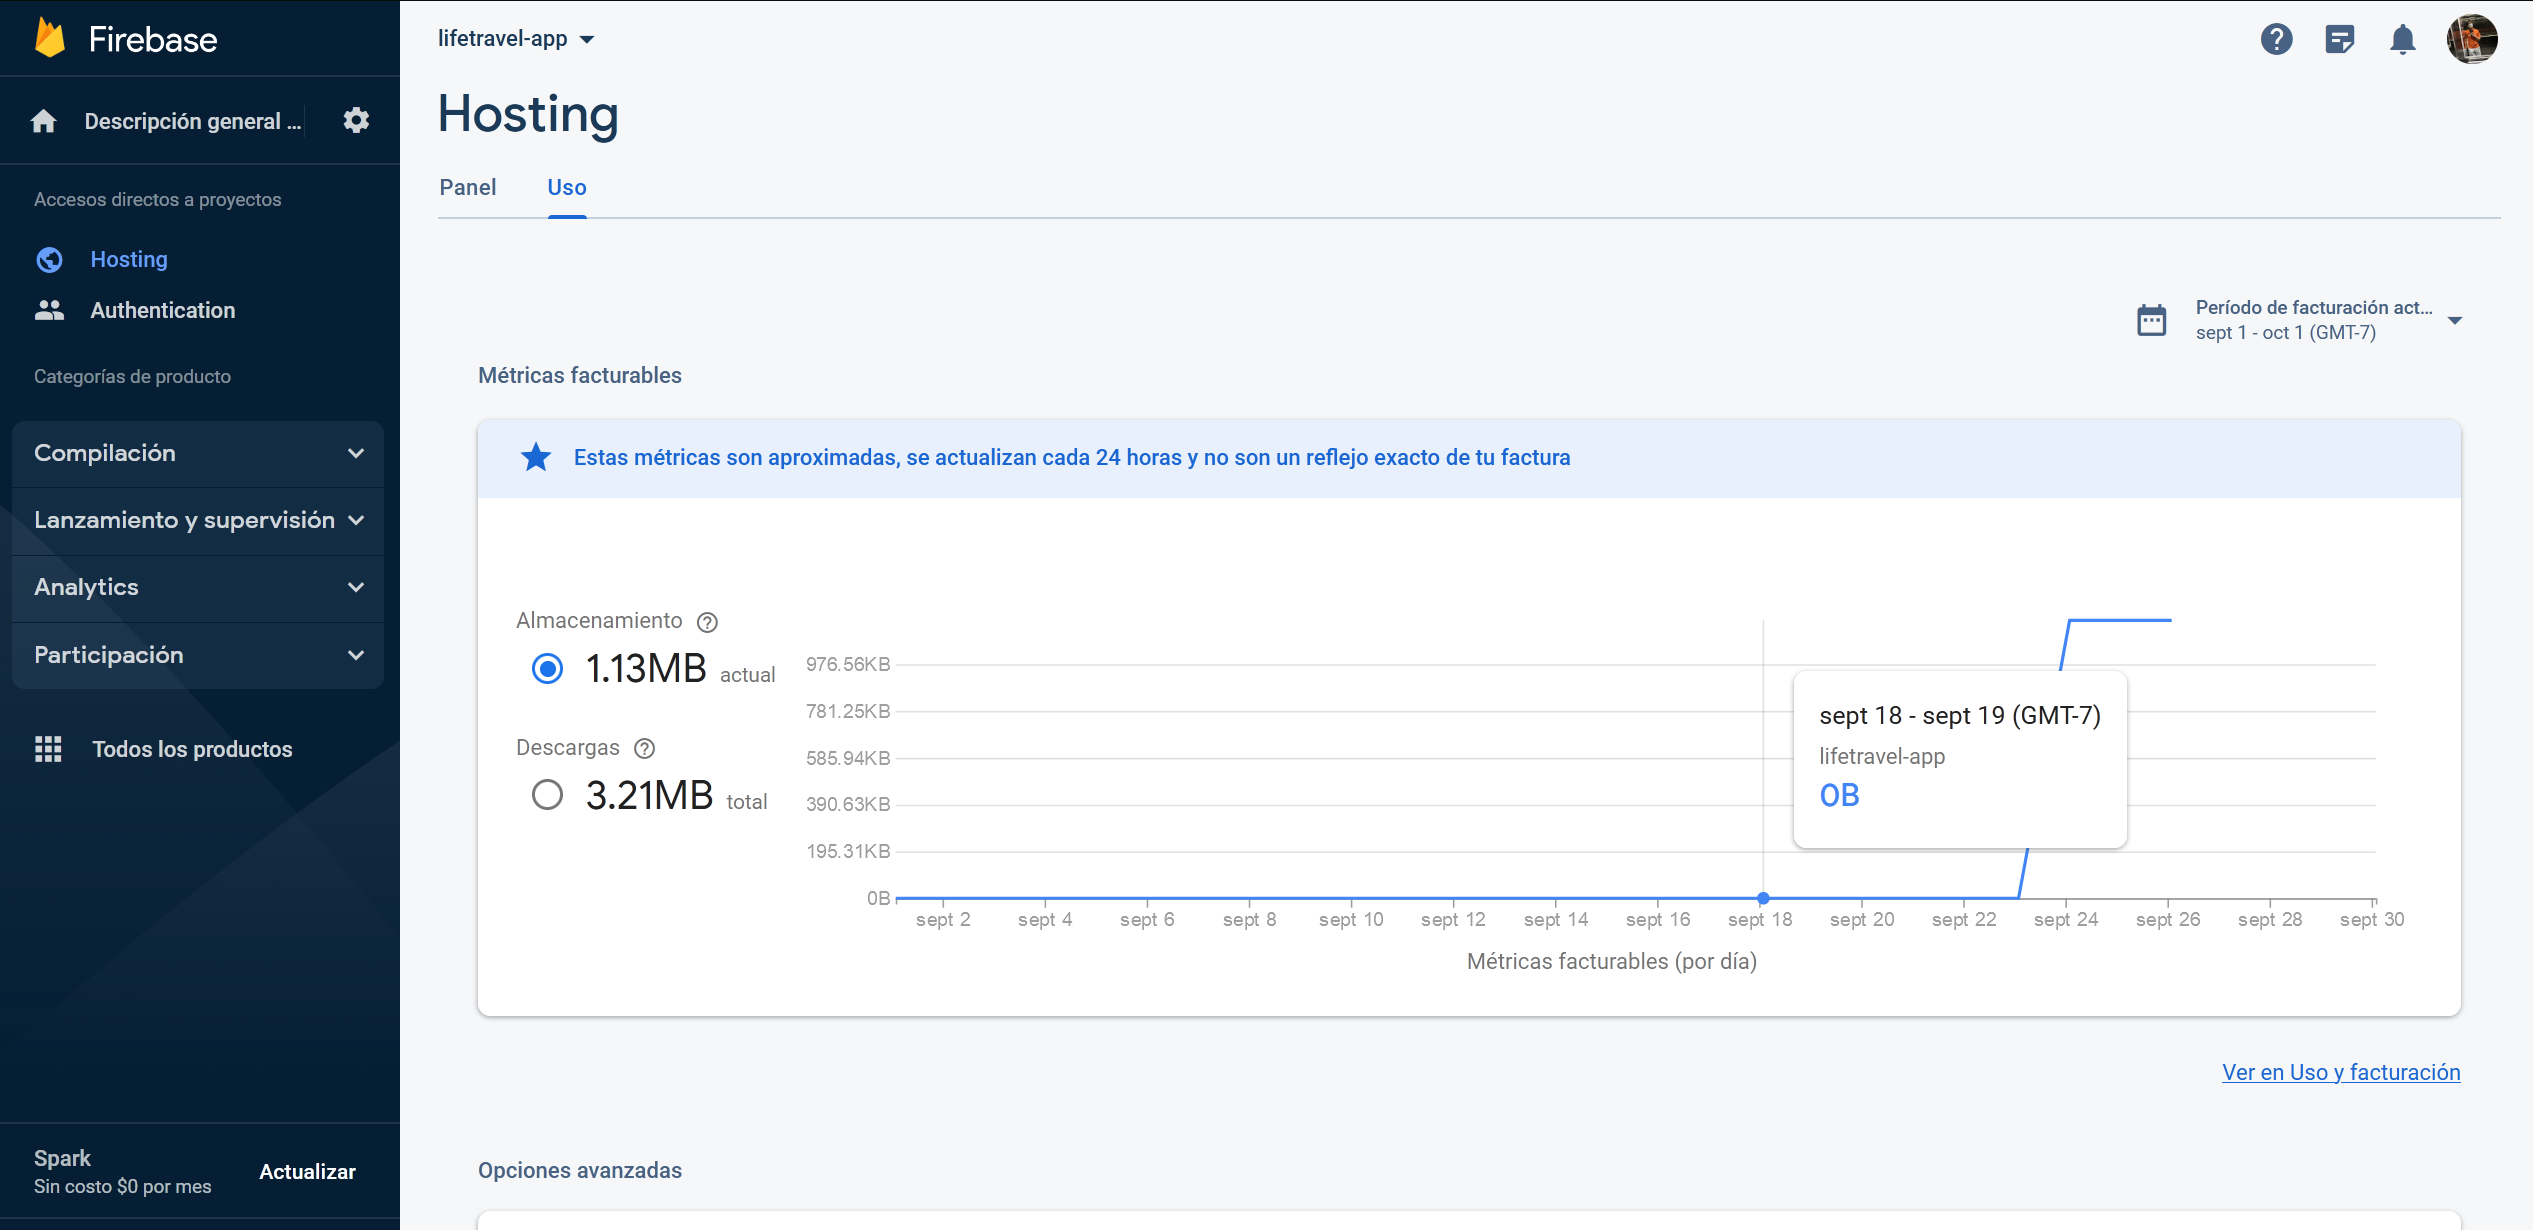 Firebase
Descripción general ...
Accesos directos a proyectos
Hosting
Authentication
Categorías de producto
Compilación
Lanzamiento y supervisión
Analytics
Participación
Todos los productos
Spark
Sin costo $0 por mes
Actualizar
lifetravel-app
Hosting
Panel
Uso
Período de facturación act...
sept 1 - oct 1 (GMT-7)
Métricas facturables
Estas métricas son aproximadas, se actualizan cada 24 horas y no son un reflejo exacto de tu factura
Almacenamiento
1.13MB actual
Descargas
3.21MB total
976.56KB
781.25KB
585.94KB
390.63KB
195.31KB
0B
sept 18 - sept 19 (GMT-7)
lifetravel-app
0B
sept 2 sept 4 sept 6 sept 8 sept 10 sept 12 sept 14 sept 16 sept 18 sept 20 sept 22 sept 24 sept 26 sept 28 sept 30
Métricas facturables (por día)
Ver en Uso y facturación
Opciones avanzadas